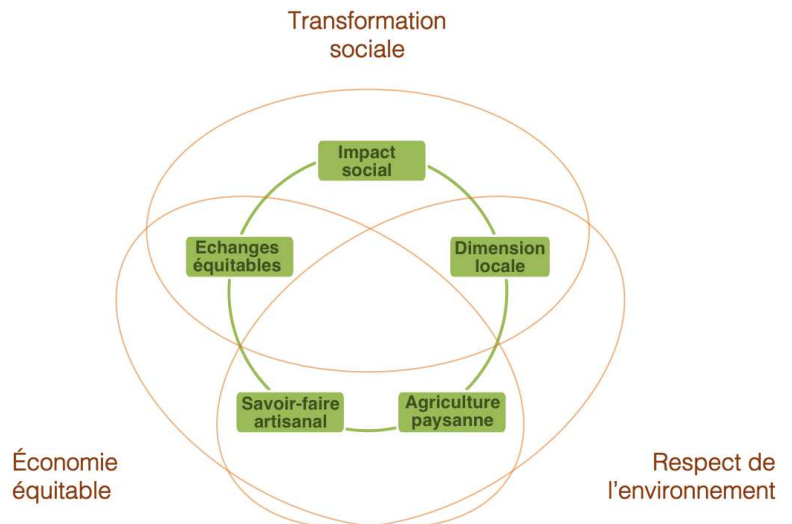 Transformation
sociale
Impact
social
Echanges
équitables
Dimension
locale
Savoir-faire
artisanal
Agriculture
paysanne
Économie
équitable
Respect de
l'environnement